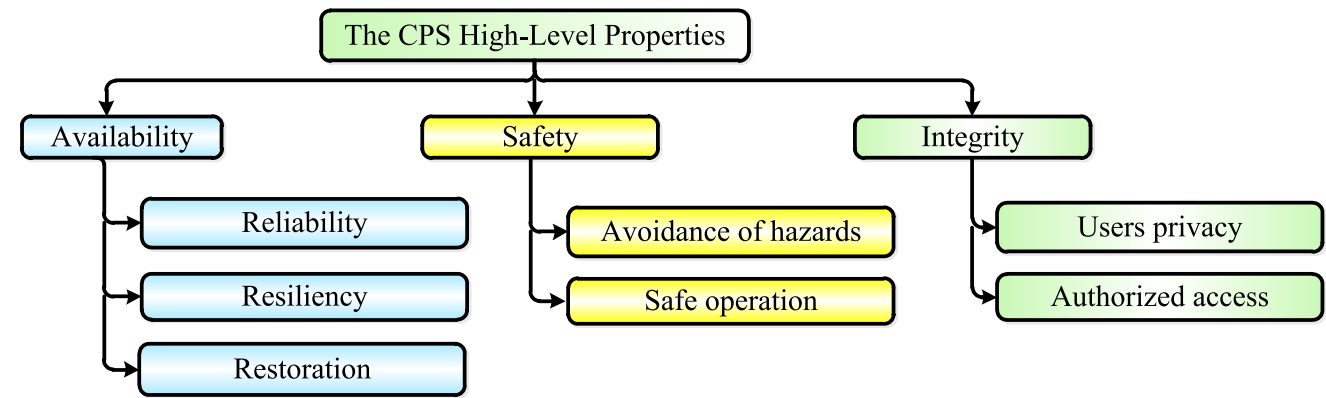 The CPS High-Level Properties
Availability
Safety
Integrity
Reliability
Resiliency
Restoration
Avoidance of hazards
Safe operation
Users privacy
Authorized access